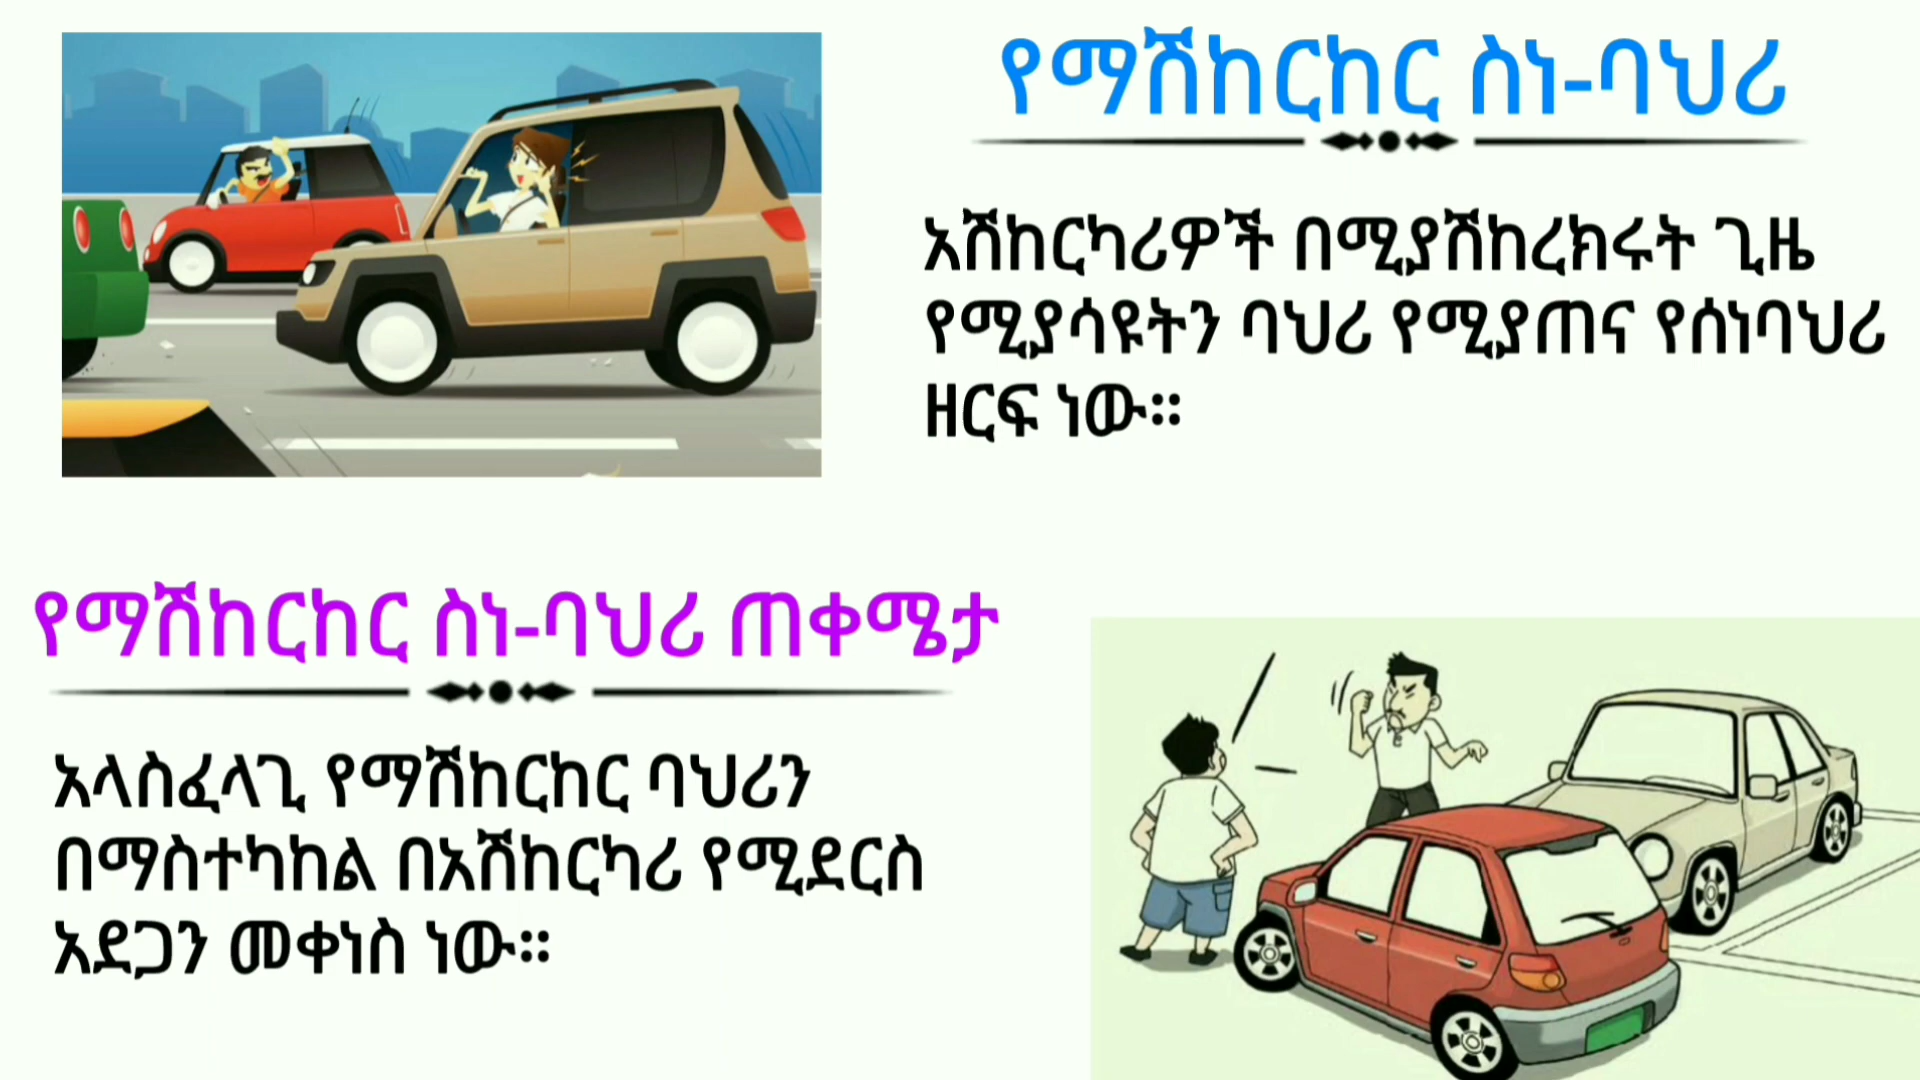 የማሽከርከር ስነ-ባህሪ
አሽከርካሪዎች በሚያሽከረክሩት ጊዜ
የሚያሳዩትን ባህሪ የሚያጠና የሰነባህሪ
ዘርፍ ነው።
የማሽከርከር ስነ-ባህሪ ጠቀሜታ
አላስፈላጊ የማሽከርከር ባህሪን
በማስተካከል በአሽከርካሪ የሚደርስ
አደጋን መቀነስ ነው።